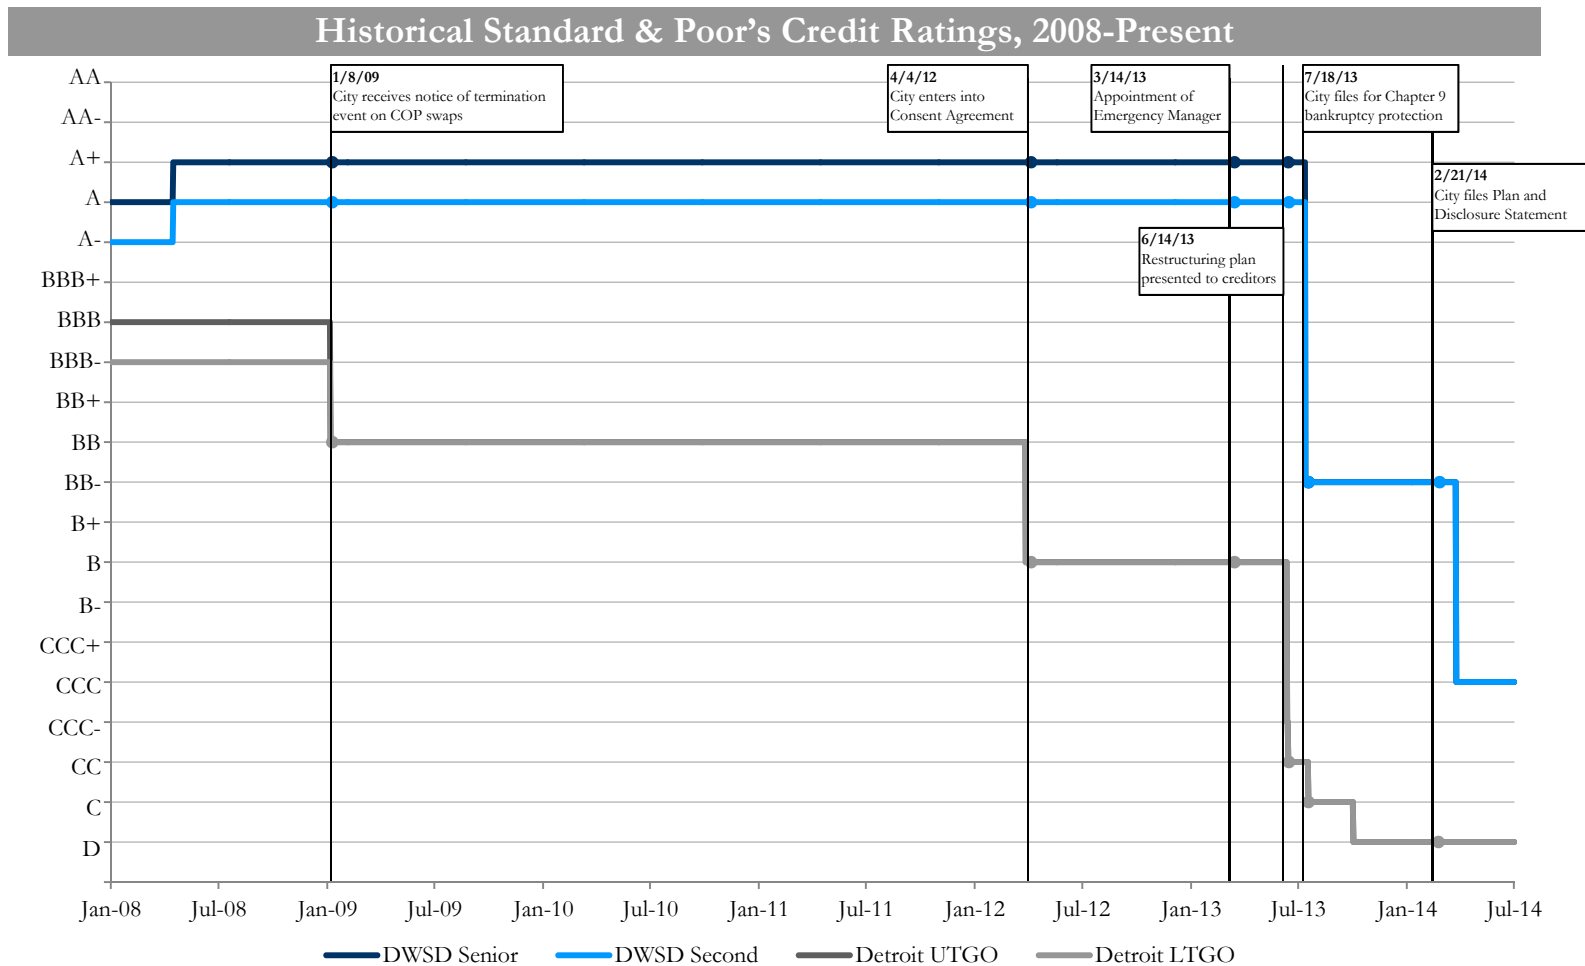 Historical Standard & Poor's Credit Ratings, 2008-Present
1/8/09
City receives notice of termination
event on COP swaps
4/4/12
City enters into
Consent Agreement
3/14/13
Appointment of
Emergency Manager
7/18/13
City files for Chapter 9
bankruptcy protection
2/21/14
City files Plan and
Disclosure Statement
6/14/13
Restructuring plan
presented to creditors
AA
AA-
A+
A
A-
BBB+
BBB
BBB-
BB+
BB
BB-
B+
B
B-
CCC+
CCC
CCC-
CC
C
D
Jan-08 Jul-08 Jan-09 Jul-09 Jan-10 Jul-10 Jan-11 Jul-11 Jan-12 Jul-12 Jan-13 Jul-13 Jan-14 Jul-14
DWSD Senior DWSD Second Detroit UTGO Detroit LTGO